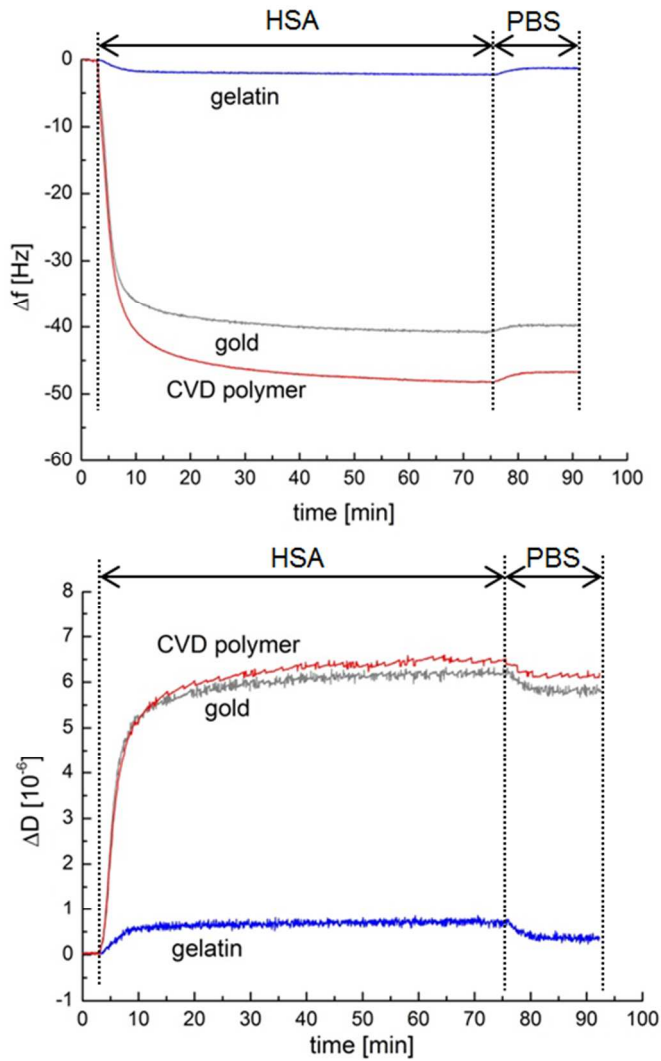 HSA PBS
0
-10
-20
-30
-40
-50
-60
Δf [Hz]
gelatin
gold
CVD polymer
0 10 20 30 40 50 60 70 80 90 100
time [min]
HSA PBS
8
7
6
5
4
3
2
1
0
-1
ΔD [10⁻⁶]
CVD polymer
gold
gelatin
0 10 20 30 40 50 60 70 80 90 100
time [min]